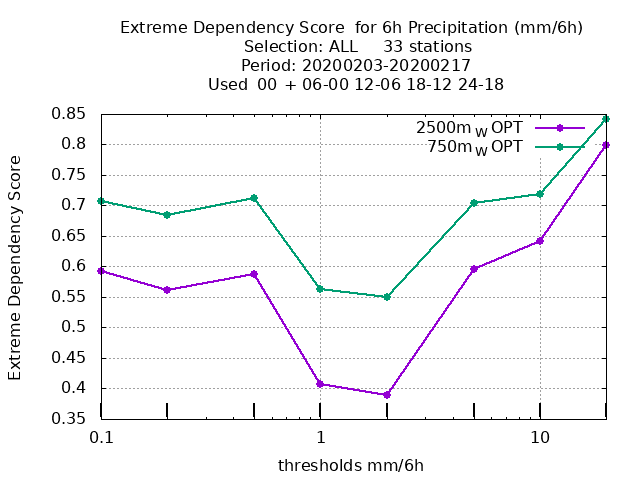 Extreme Dependency Score  for 6h Precipitation (mm/6h)
Selection: ALL     33 stations
Period: 20200203-20200217
Used  00  + 06-00 12-06 18-12 24-18
2500m_W OPT
750m_W OPT
0.85
0.8
0.75
0.7
0.65
0.6
0.55
0.5
0.45
0.4
0.35
Extreme Dependency Score
0.1 1 10
thresholds mm/6h